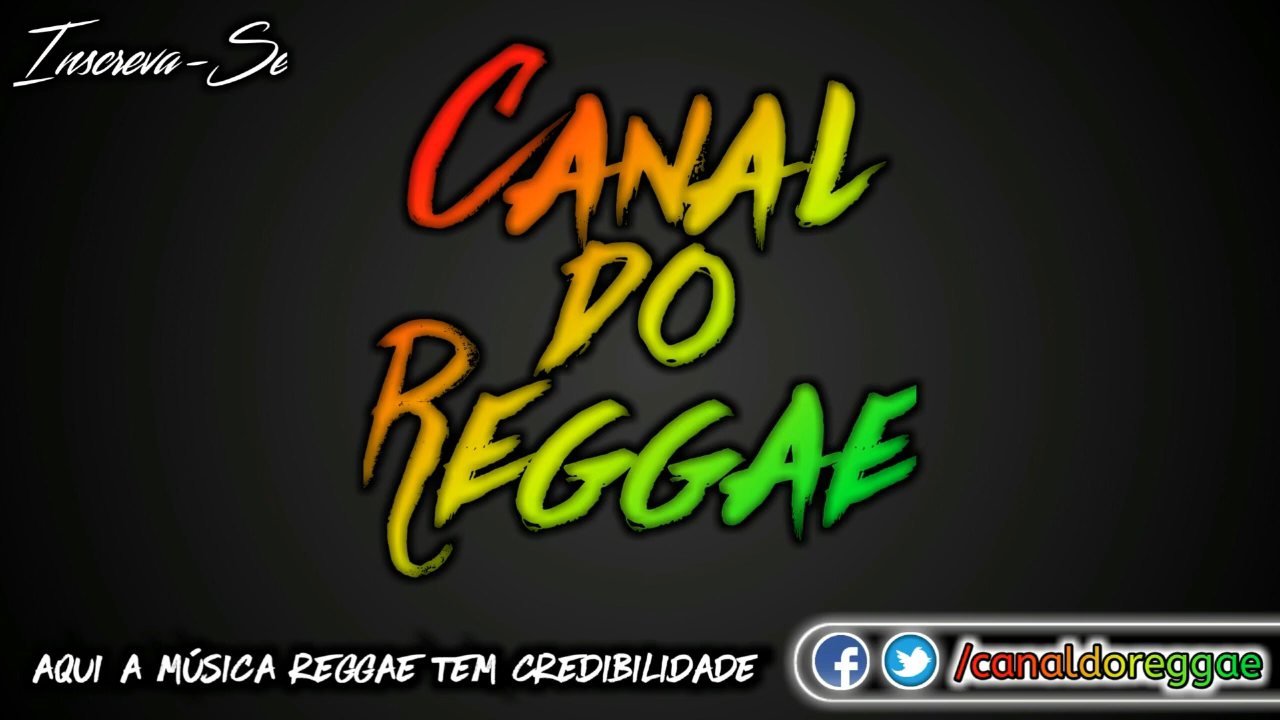 Inscreva-Se
CANAL
DO
REGGAE
AQUI A MÚSICA REGGAE TEM CREDIBILIDADE
/canaldoreggae